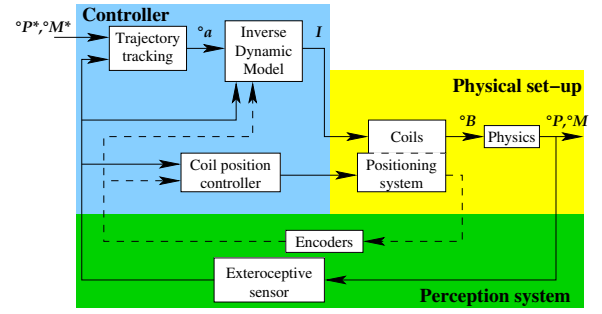 Controller
°P*,°M*
Trajectory
tracking
°a
Inverse
Dynamic
Model
I
Physical set-up
Coils
°B
Physics
°P,°M
Coil position
controller
Positioning
system
Encoders
Exteroceptive
sensor
Perception system